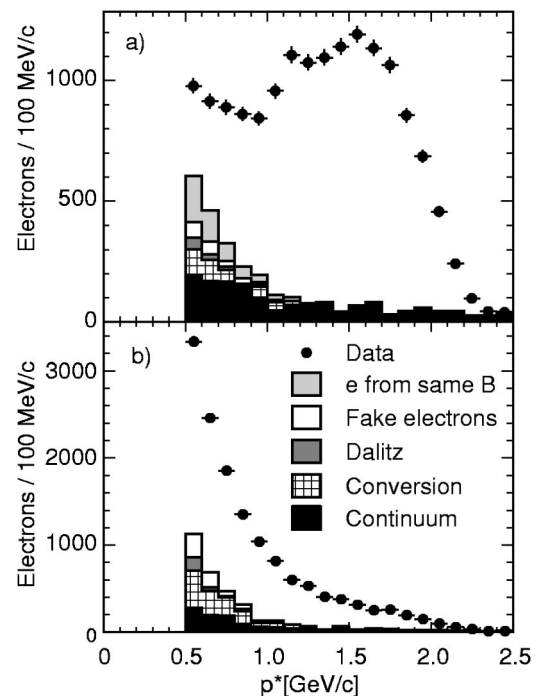 a)
Electrons / 100 MeV/c
1000
500
0
b)
Electrons / 100 MeV/c
3000
2000
1000
0
Data
e from same B
Fake electrons
Dalitz
Conversion
Continuum
0 0.5 1.0 1.5 2.0 2.5
p*[GeV/c]